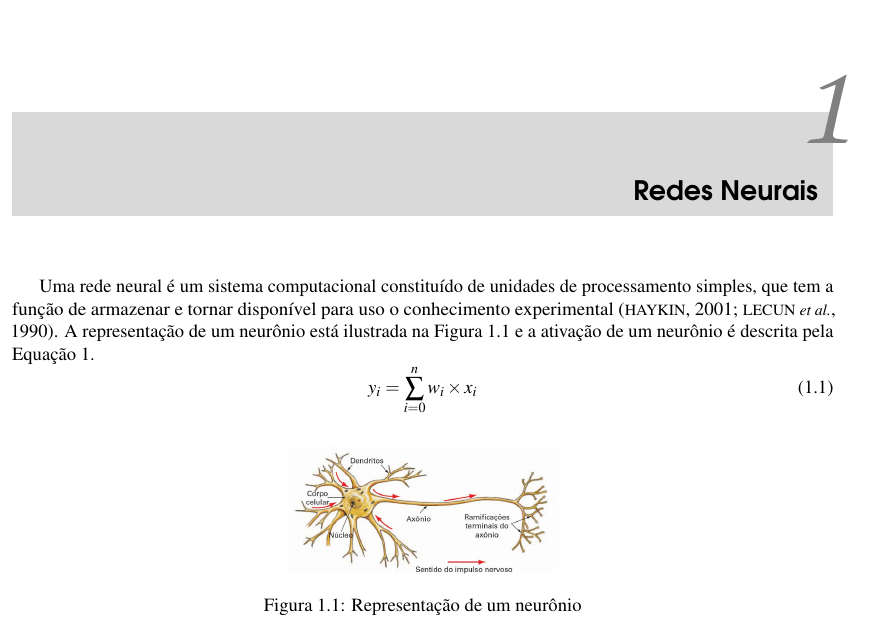 1
Redes Neurais
Uma rede neural é um sistema computacional constituído de unidades de processamento simples, que tem a
função de armazenar e tornar disponível para uso o conhecimento experimental (HAYKIN, 2001; LECUN et al.,
1990). A representação de um neurônio está ilustrada na Figura 1.1 e a ativação de um neurônio é descrita pela
Equação 1.
y_i = ∑_{i=0}^{n} w_i × x_i (1.1)
Dendritos
Corpo
celular
Núcleo
Axônio
Ramificações
terminais do
axônio
Sentido do impulso nervoso
Figura 1.1: Representação de um neurônio